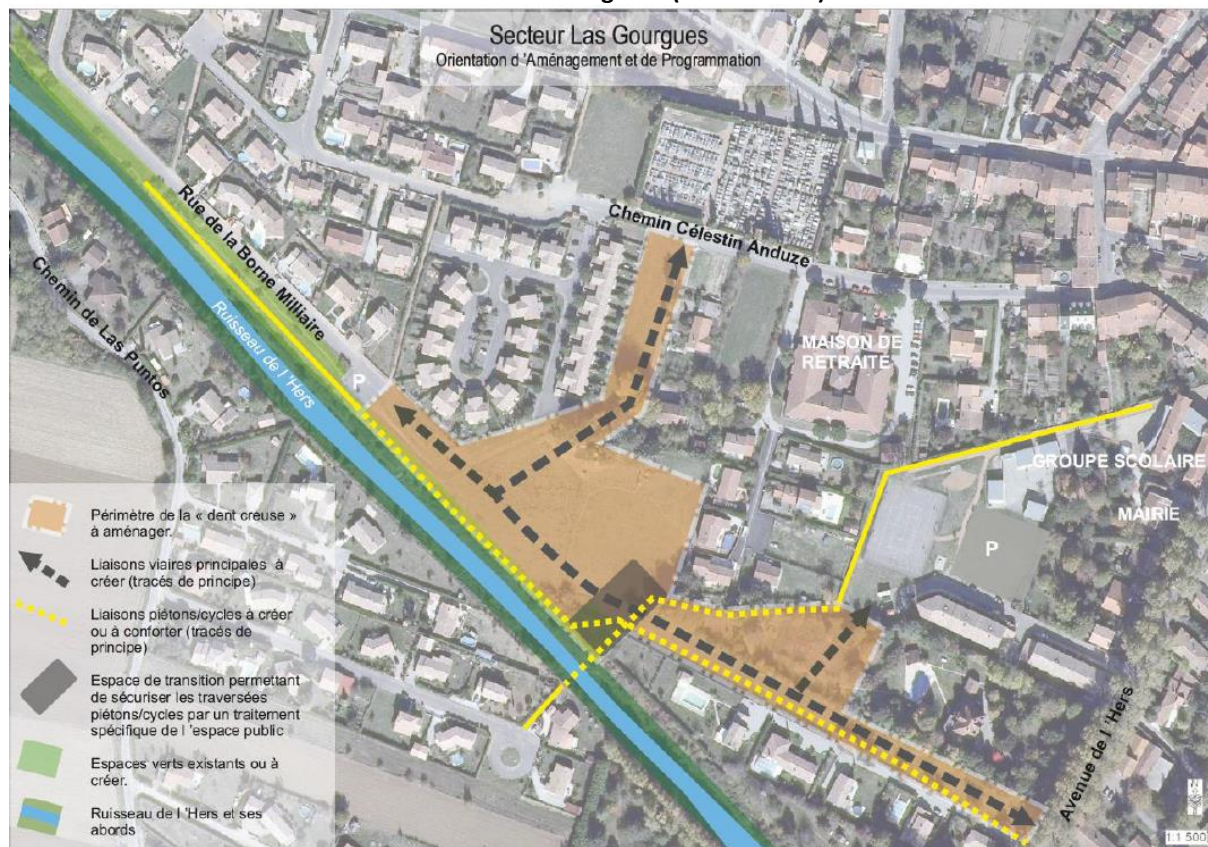 Secteur Las Gourgues
Orientation d 'Aménagement et de Programmation
Chemin Célestin Anduze
Rue de la Borne Milliaire
Chemin de Las Puntos
Ruisseau de l 'Hers
P
MAISON DE
RETRAITE
GROUPE SCOLAIRE
MAIRIE
P
Avenue de l 'Hers
Périmètre de la « dent creuse »
à aménager.
Liaisons viaires principales à
créer (tracés de principe)
Liaisons piétons/cycles à créer
ou à conforter (tracés de
principe)
Espace de transition permettant
de sécuriser les traversées
piétons/cycles par un traitement
spécifique de l 'espace public
Espaces verts existants ou à
créer.
Ruisseau de l 'Hers et ses
abords
1:1 500